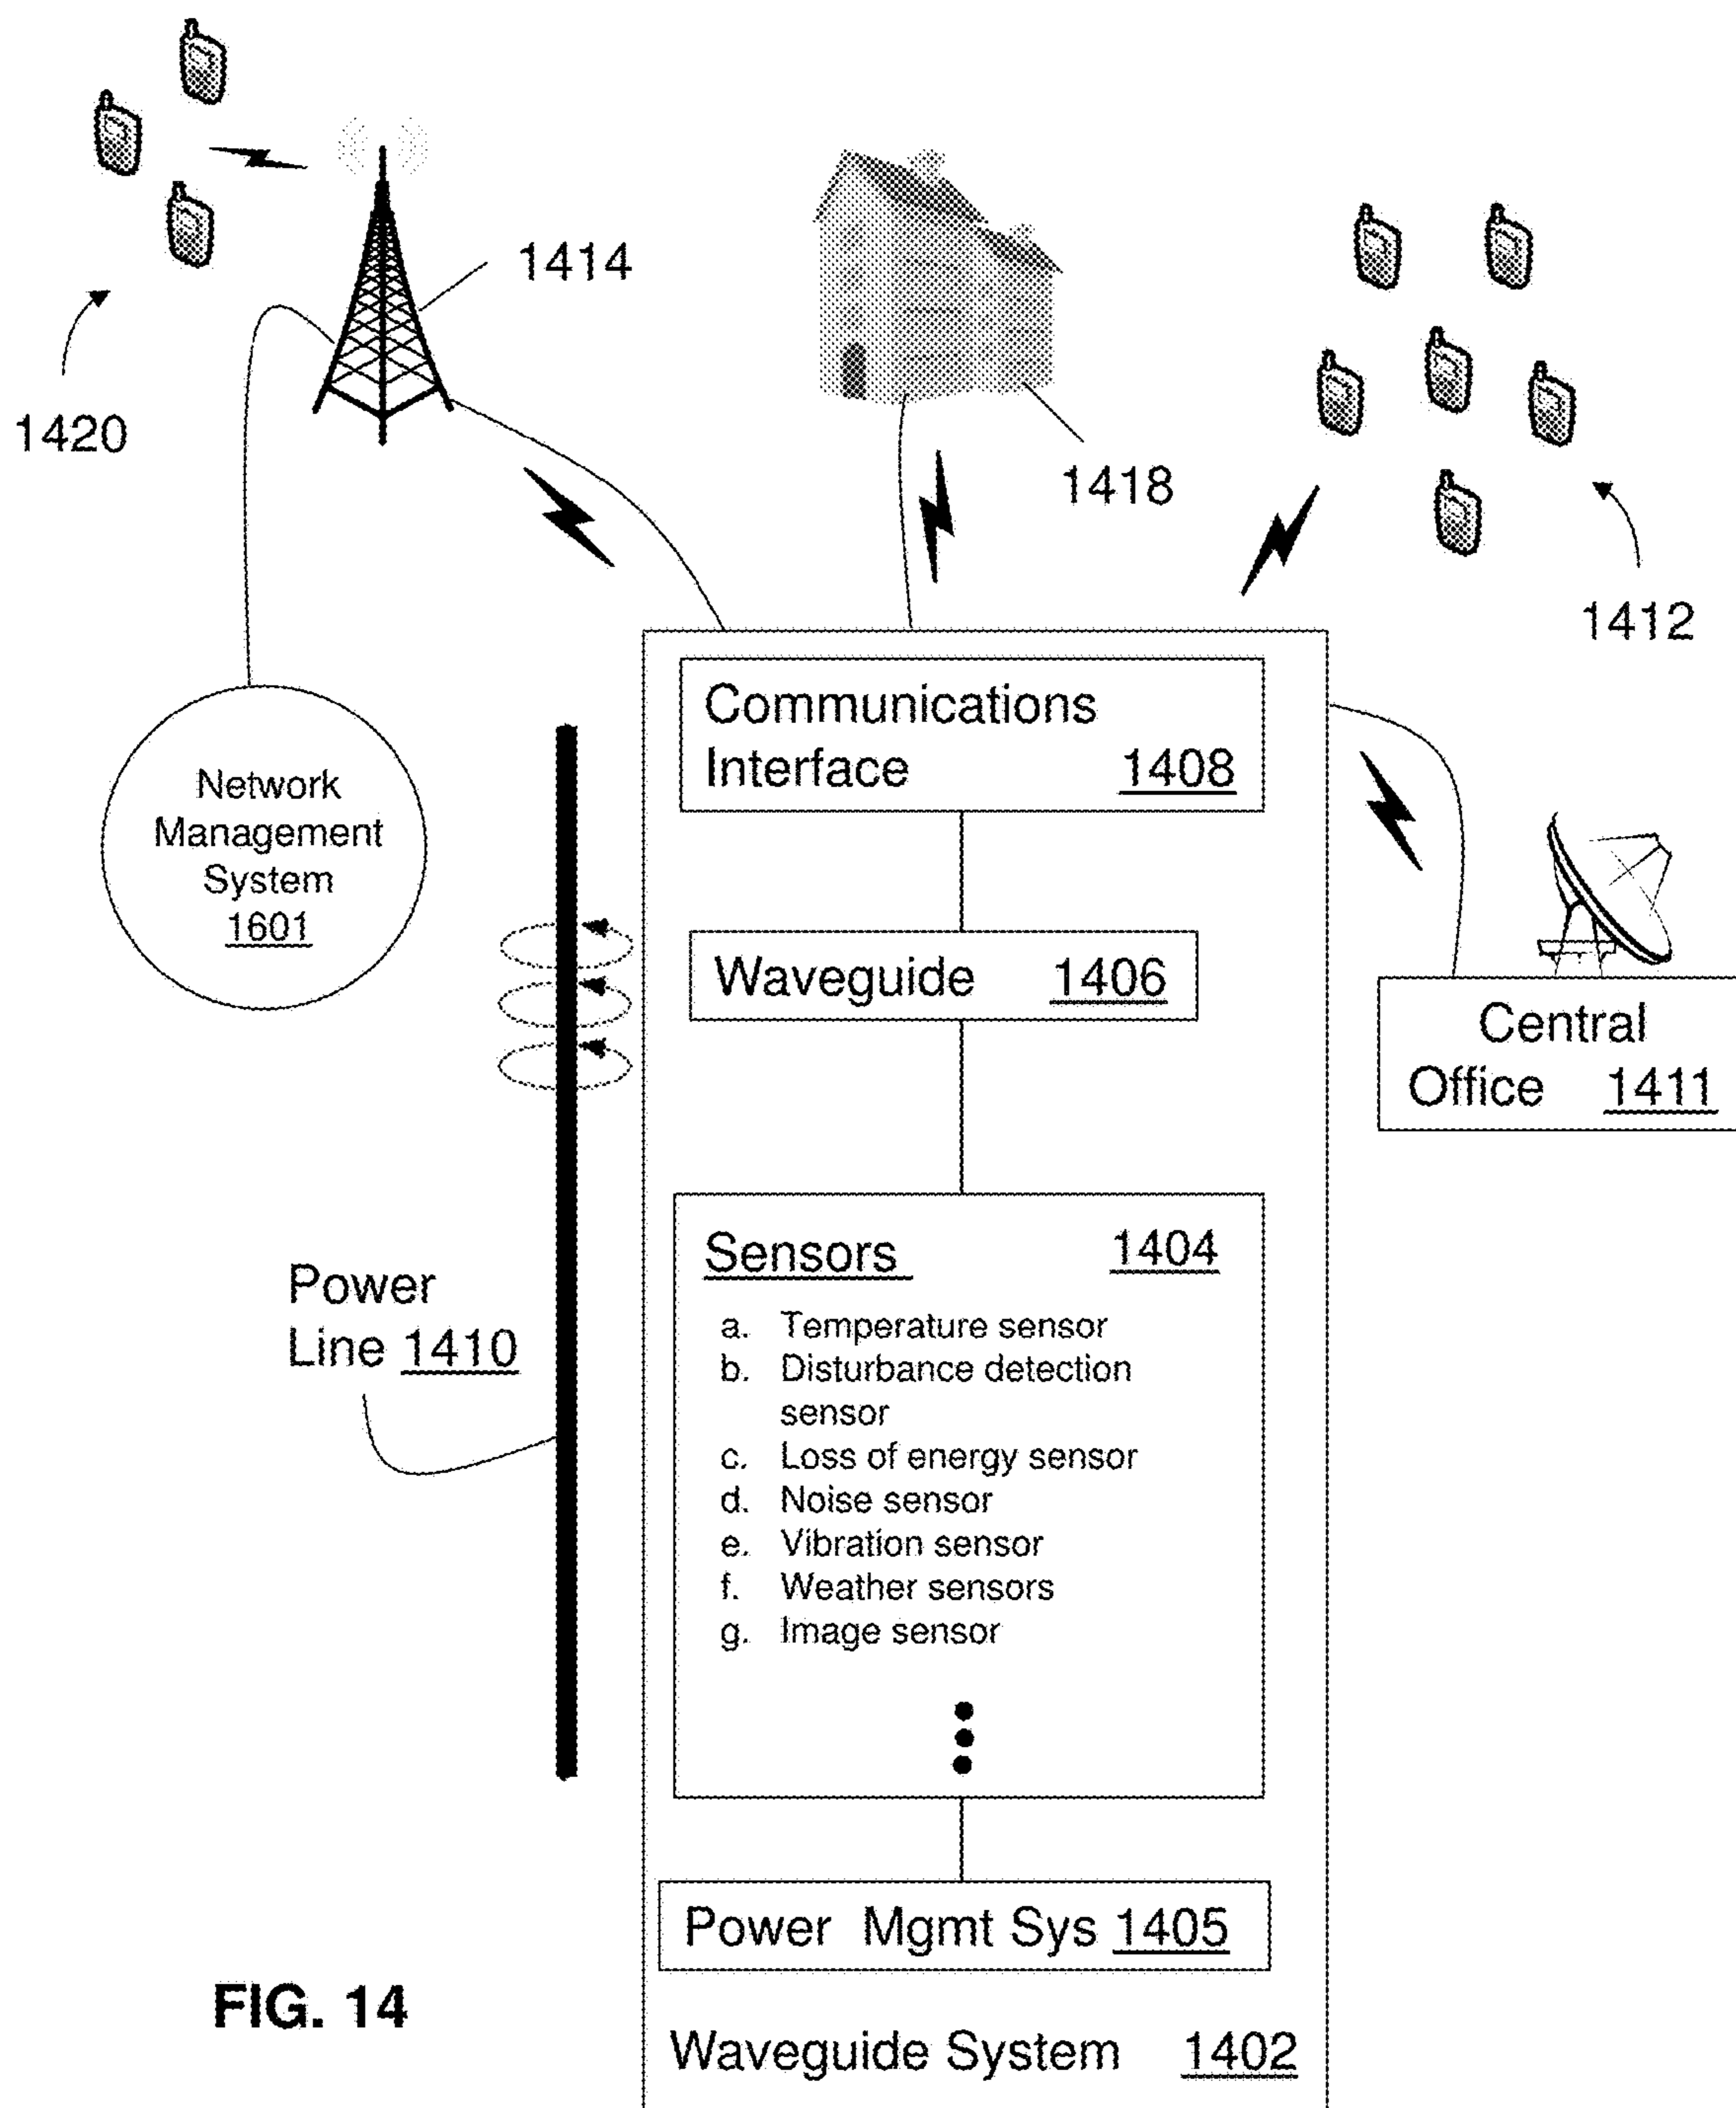 1414
1420
1418
1412
Communications
Interface 1408
Network
Management
System
1601
Waveguide 1406
Central
Office 1411
Sensors 1404
Power
Line 1410
a. Temperature sensor
b. Disturbance detection
sensor
c. Loss of energy sensor
d. Noise sensor
e. Vibration sensor
f. Weather sensors
g. Image sensor
Power Mgmt Sys 1405
FIG. 14
Waveguide System 1402